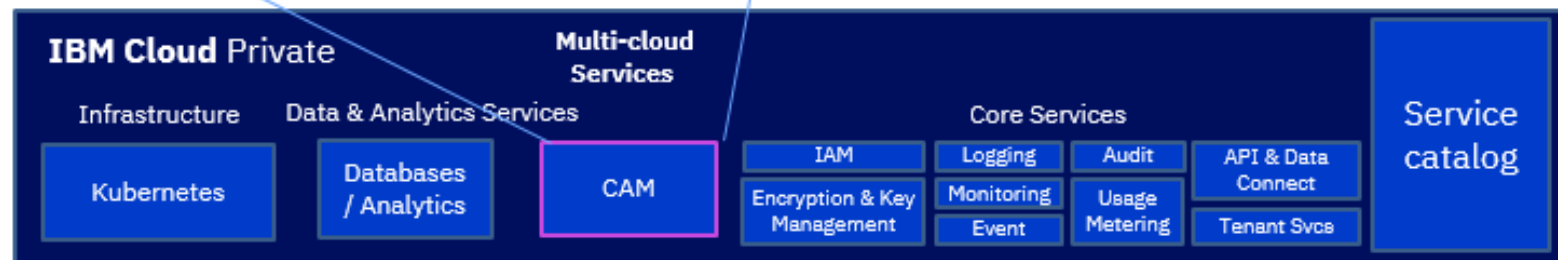 IBM Cloud Private
Multi-cloud
Services
Infrastructure
Data & Analytics Services
Core Services
Kubernetes
Databases
/ Analytics
CAM
IAM
Encryption & Key
Management
Logging
Monitoring
Event
Audit
Usage
Metering
API & Data
Connect
Tenant Svcs
Service
catalog